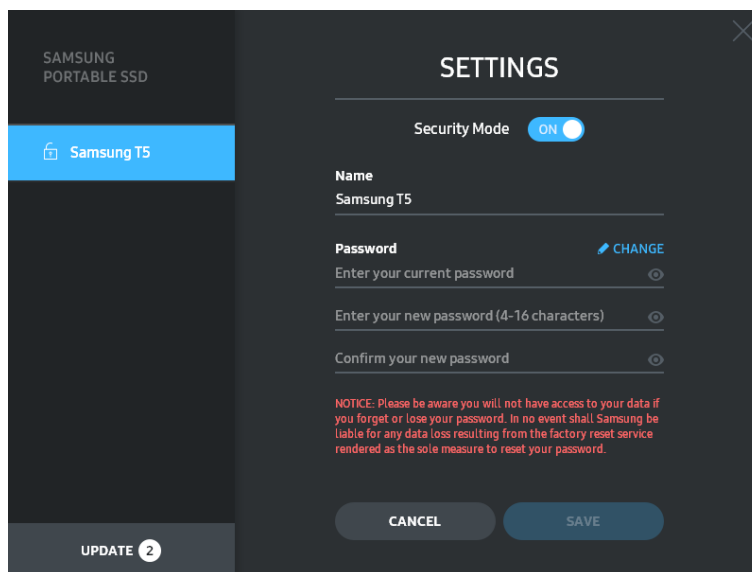 SAMSUNG
PORTABLE SSD
Samsung T5
UPDATE 2
SETTINGS
Security Mode ON
Name
Samsung T5
Password CHANGE
Enter your current password
Enter your new password (4-16 characters)
Confirm your new password
NOTICE: Please be aware you will not have access to your data if
you forget or lose your password. In no event shall Samsung be
liable for any data loss resulting from the factory reset service
rendered as the sole measure to reset your password.
CANCEL SAVE